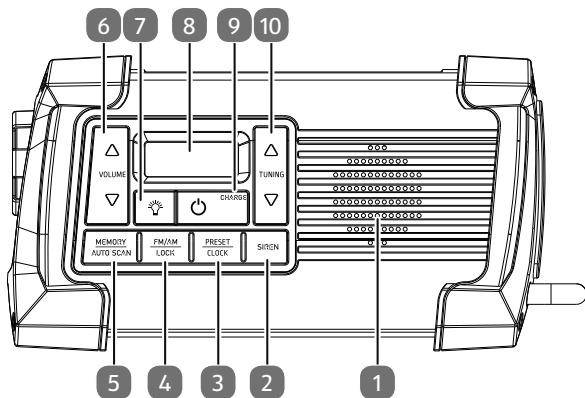 6 7 8 9 10
VOLUME
TUNING
CHARGE
MEMORY
AUTO SCAN
FM/AM
LOCK
PRESET
CLOCK
SIREN
5 4 3 2 1